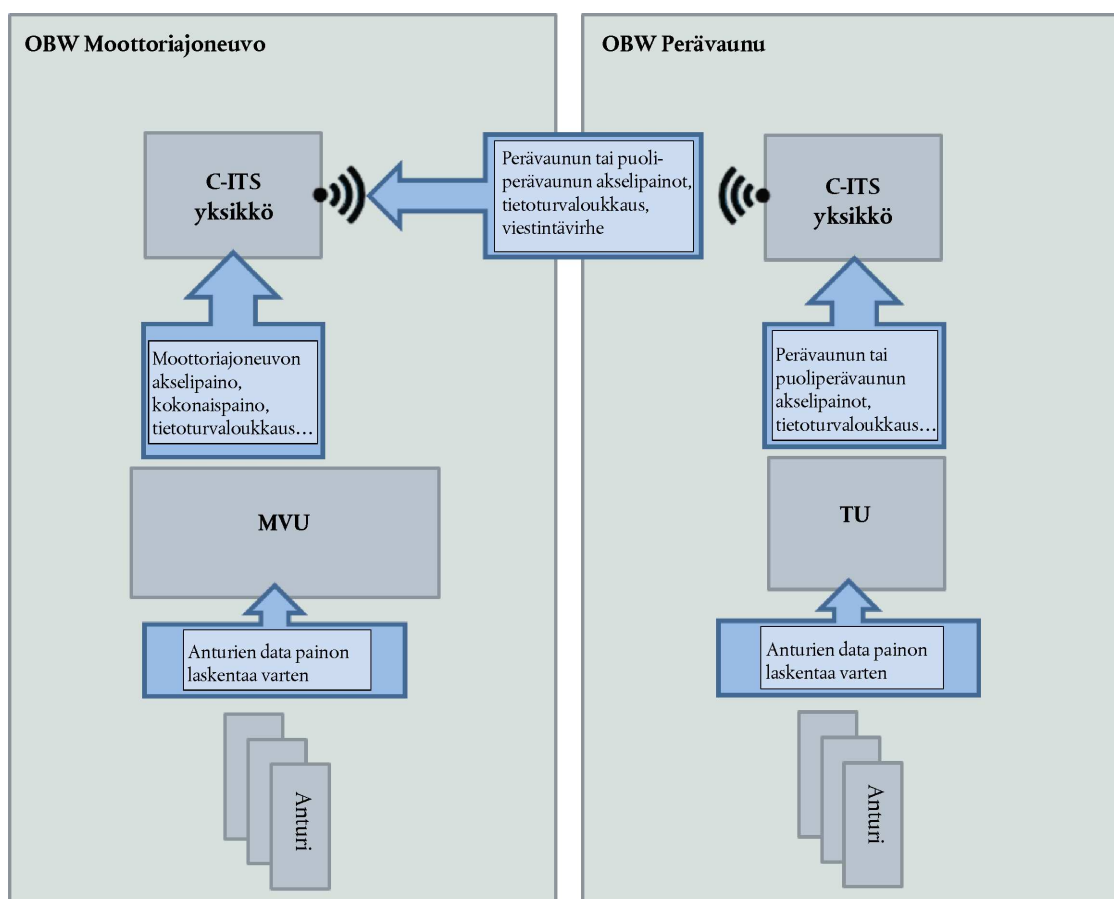 OBW Moottoriajoneuvo
C-ITS
yksikkö
Moottoriajoneuvon
akselipaino,
kokonaispaino,
tietoturvaloukkaus...
MVU
Anturien data painon
laskentaa varten
Anturi
Perävaunun tai puoli-
perävaunun akselipainot,
tietoturvaloukkaus,
viestintävirhe
OBW Perävaunu
C-ITS
yksikkö
Perävaunun tai
puoliperävaunun
akselipainot,
tietoturvaloukkaus...
TU
Anturien data painon
laskentaa varten
Anturi